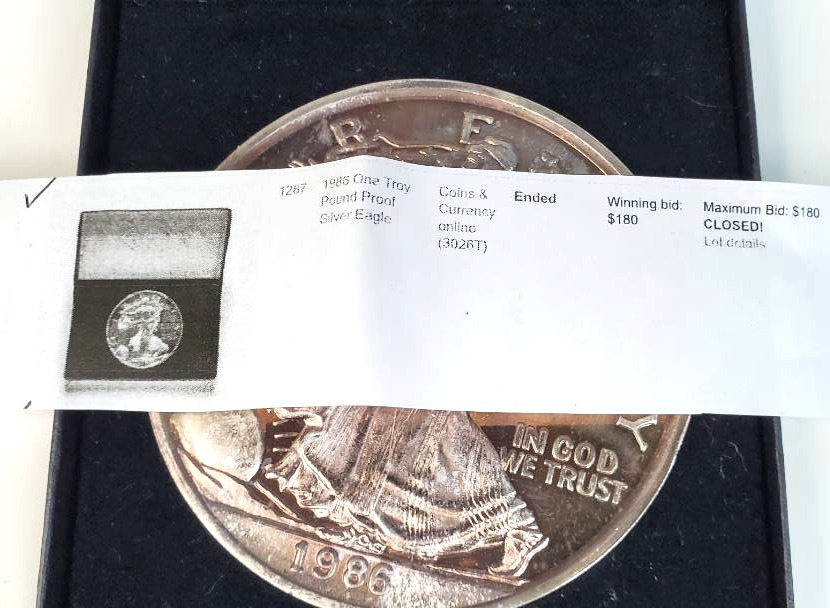 B E
1287
1986 One Troy
Pound Proof
Silver Eagle
Coins &
Currency
online
(3026T)
Ended
Winning bid:
$180
Maximum Bid: $180
CLOSED!
Lot details
Y
IN GOD
WE TRUST
1986